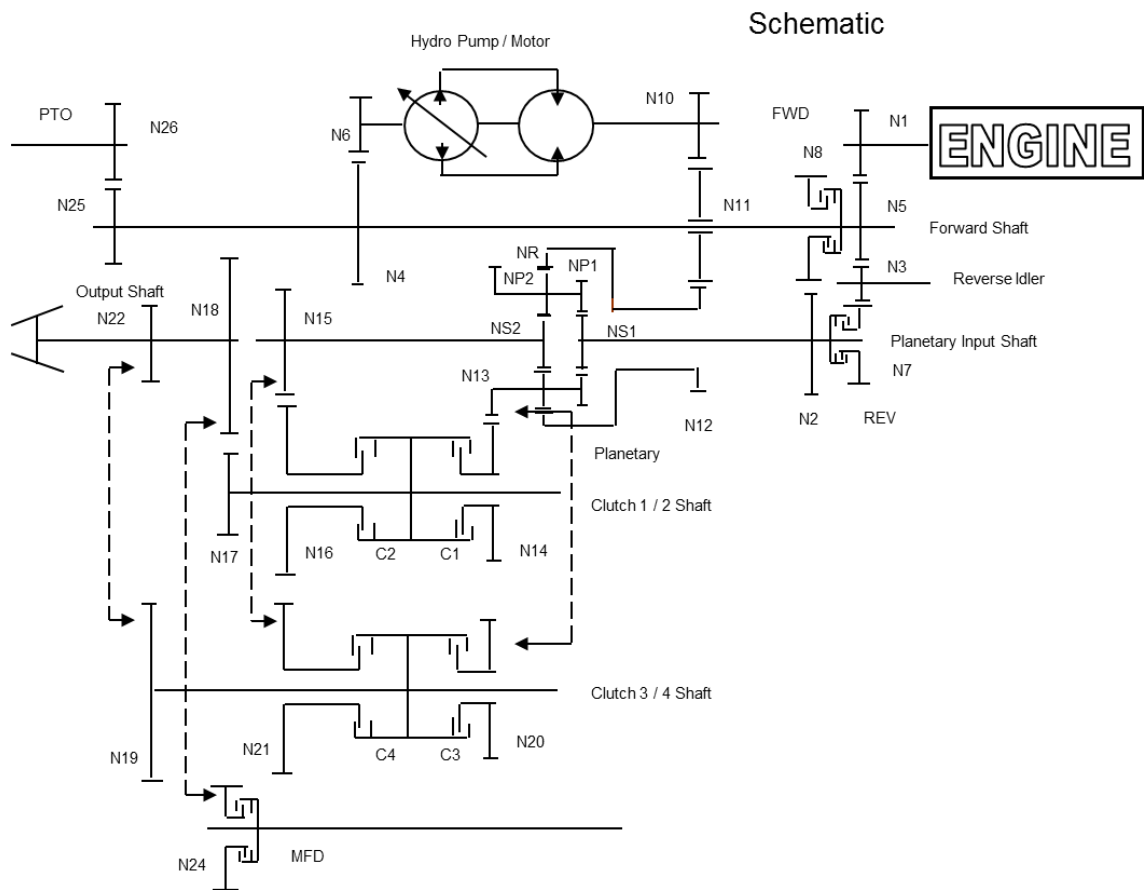 Schematic
Hydro Pump / Motor
PTO
N26
N6
N10
FWD
N1
ENGINE
N8
N25
N11
N5
Forward Shaft
NR
NP1
NP2
N4
N3
Reverse Idler
Output Shaft
N22
N18
N15
NS2
NS1
Planetary Input Shaft
N13
N7
N12
N2
REV
Planetary
Clutch 1 / 2 Shaft
N17
N16
C2
C1
N14
Clutch 3 / 4 Shaft
N19
N21
C4
C3
N20
N24
MFD